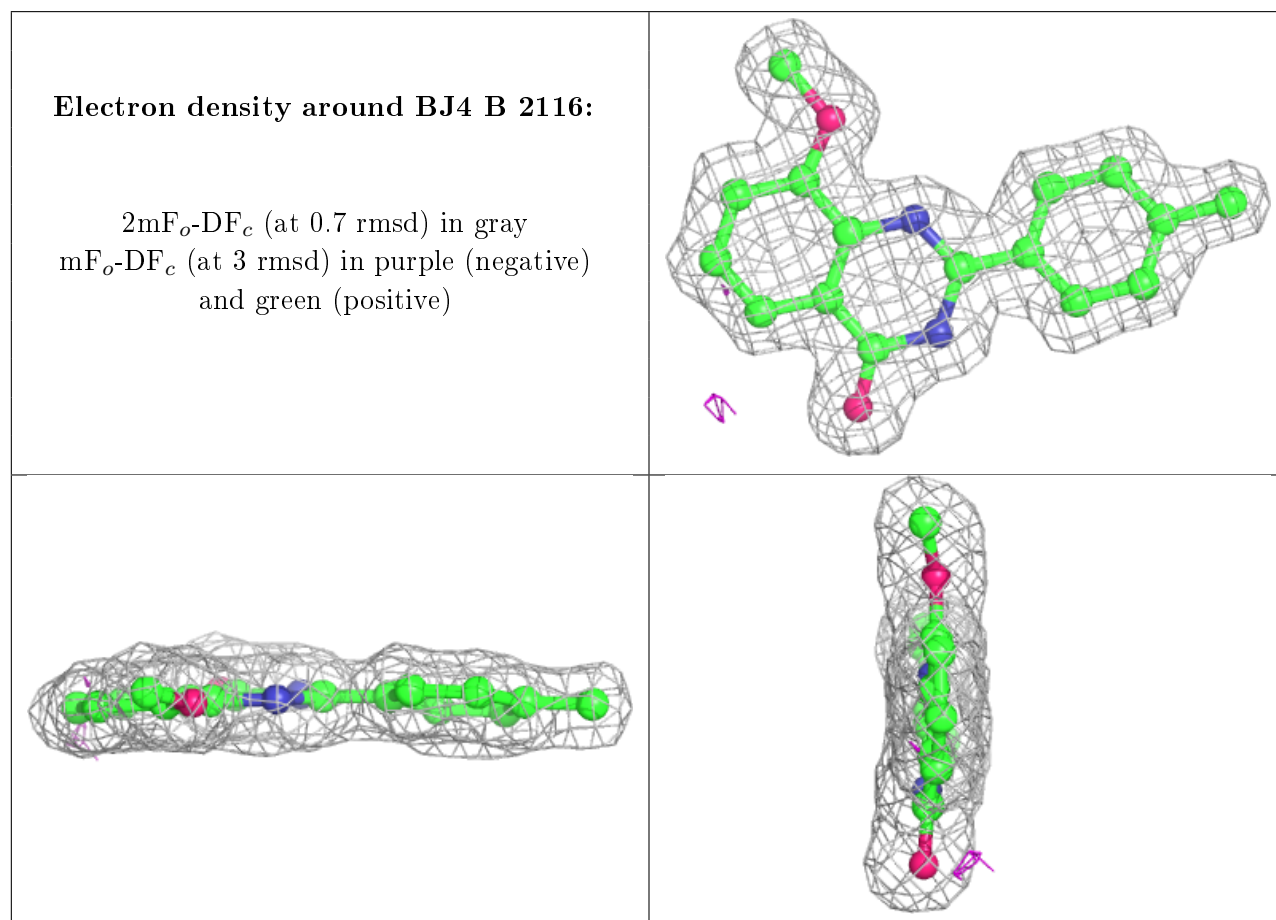 Electron density around BJ4 B 2116:
2mFₒ-DF𝒸 (at 0.7 rmsd) in gray
mFₒ-DF𝒸 (at 3 rmsd) in purple (negative)
and green (positive)